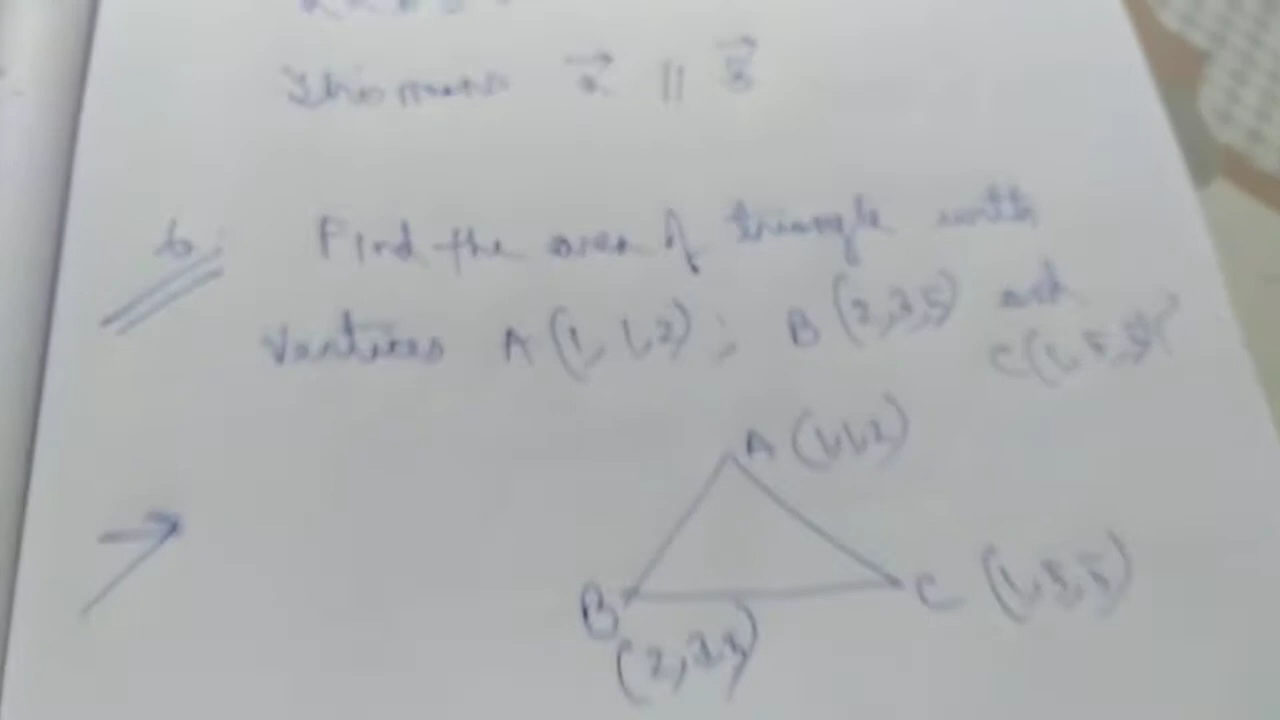 This means a⃗ || b⃗
6. Find the area of triangle with
vertices A (1, 1, 2); B (2, 3, 5) and
C (1, 5, 5)
A (1, 1, 2)
B
C (1, 5, 5)
(2, 3,